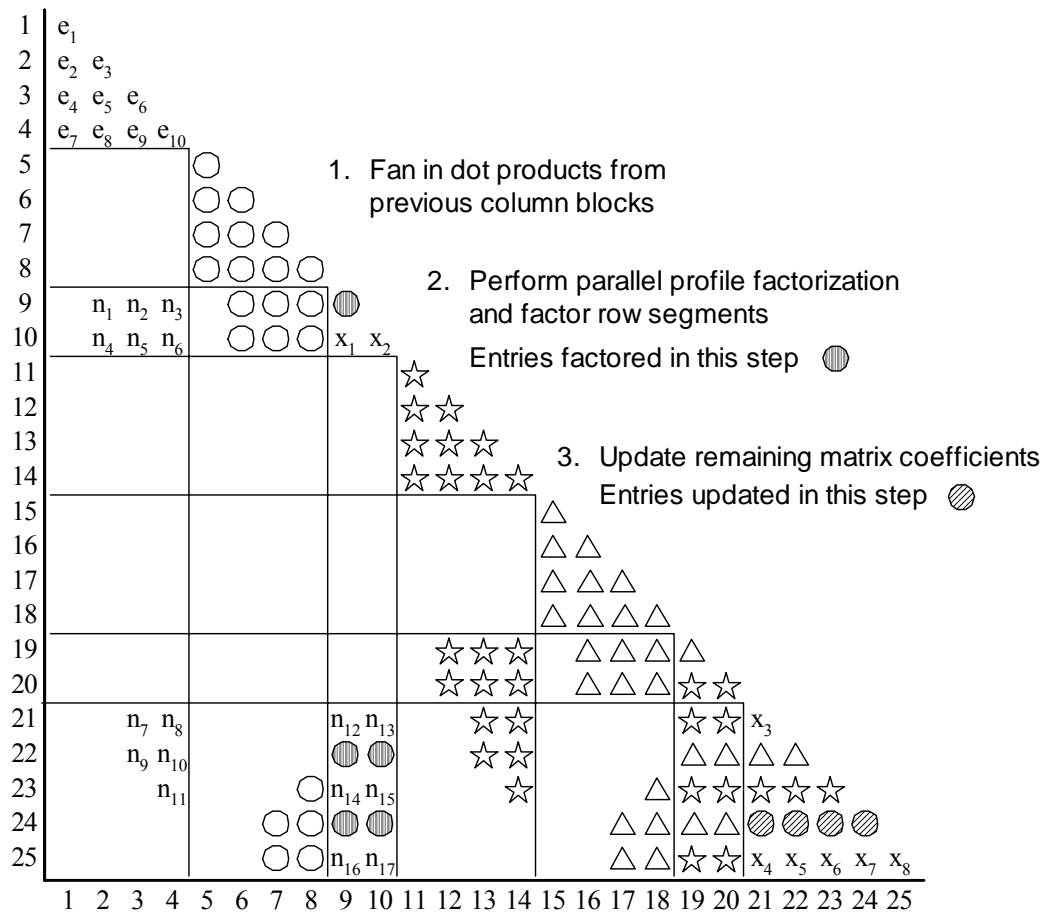 1 e₁
2 e₂ e₃
3 e₄ e₅ e₆
4 e₇ e₈ e₉ e₁₀
5
1. Fan in dot products from
6
previous column blocks
7
8
2. Perform parallel profile factorization
9 n₁ n₂ n₃
and factor row segments
10 n₄ n₅ n₆ x₁ x₂
Entries factored in this step
11
12
13
3. Update remaining matrix coefficients
14
Entries updated in this step
15
16
17
18
19
20
21 n₇ n₈ n₁₂ n₁₃ x₃
22 n₉ n₁₀
23 n₁₁ n₁₄ n₁₅
24
25 n₁₆ n₁₇ x₄ x₅ x₆ x₇ x₈
1 2 3 4 5 6 7 8 9 10 11 12 13 14 15 16 17 18 19 20 21 22 23 24 25